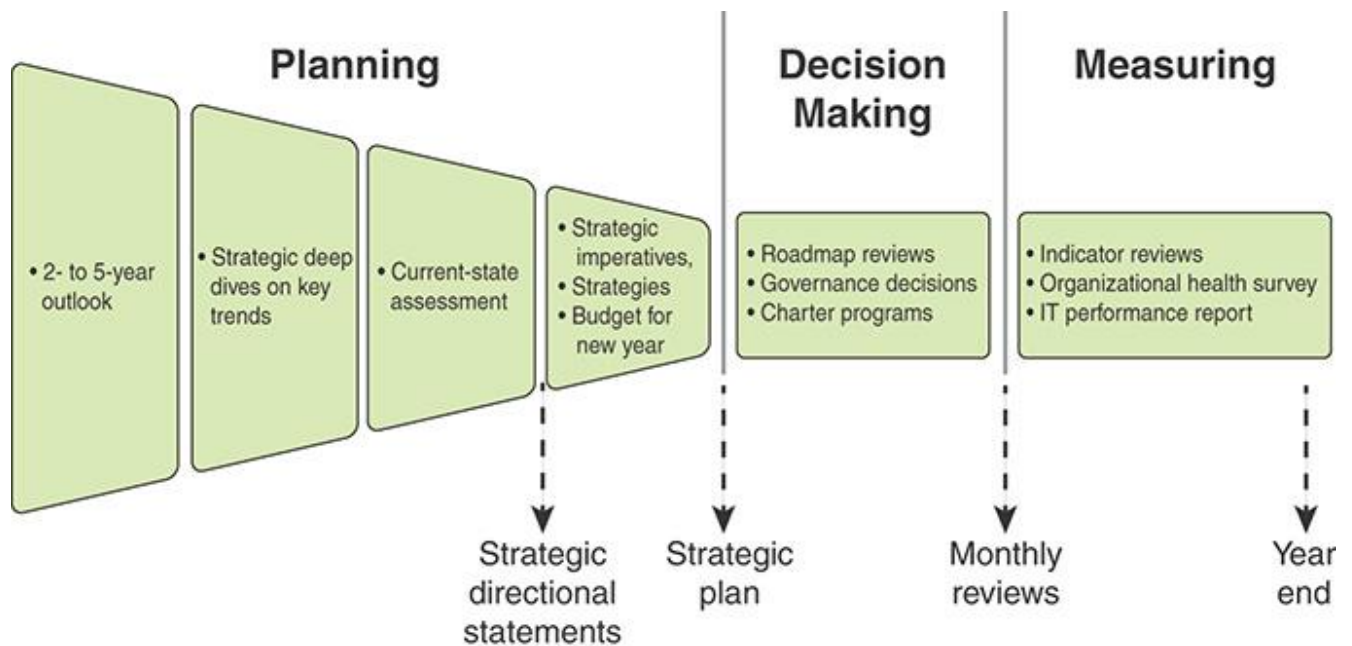 Planning
Decision
Making
Measuring
• 2- to 5-year
outlook
• Strategic deep
dives on key
trends
• Current-state
assessment
• Strategic
imperatives,
• Strategies
• Budget for
new year
• Roadmap reviews
• Governance decisions
• Charter programs
• Indicator reviews
• Organizational health survey
• IT performance report
Strategic
directional
statements
Strategic
plan
Monthly
reviews
Year
end